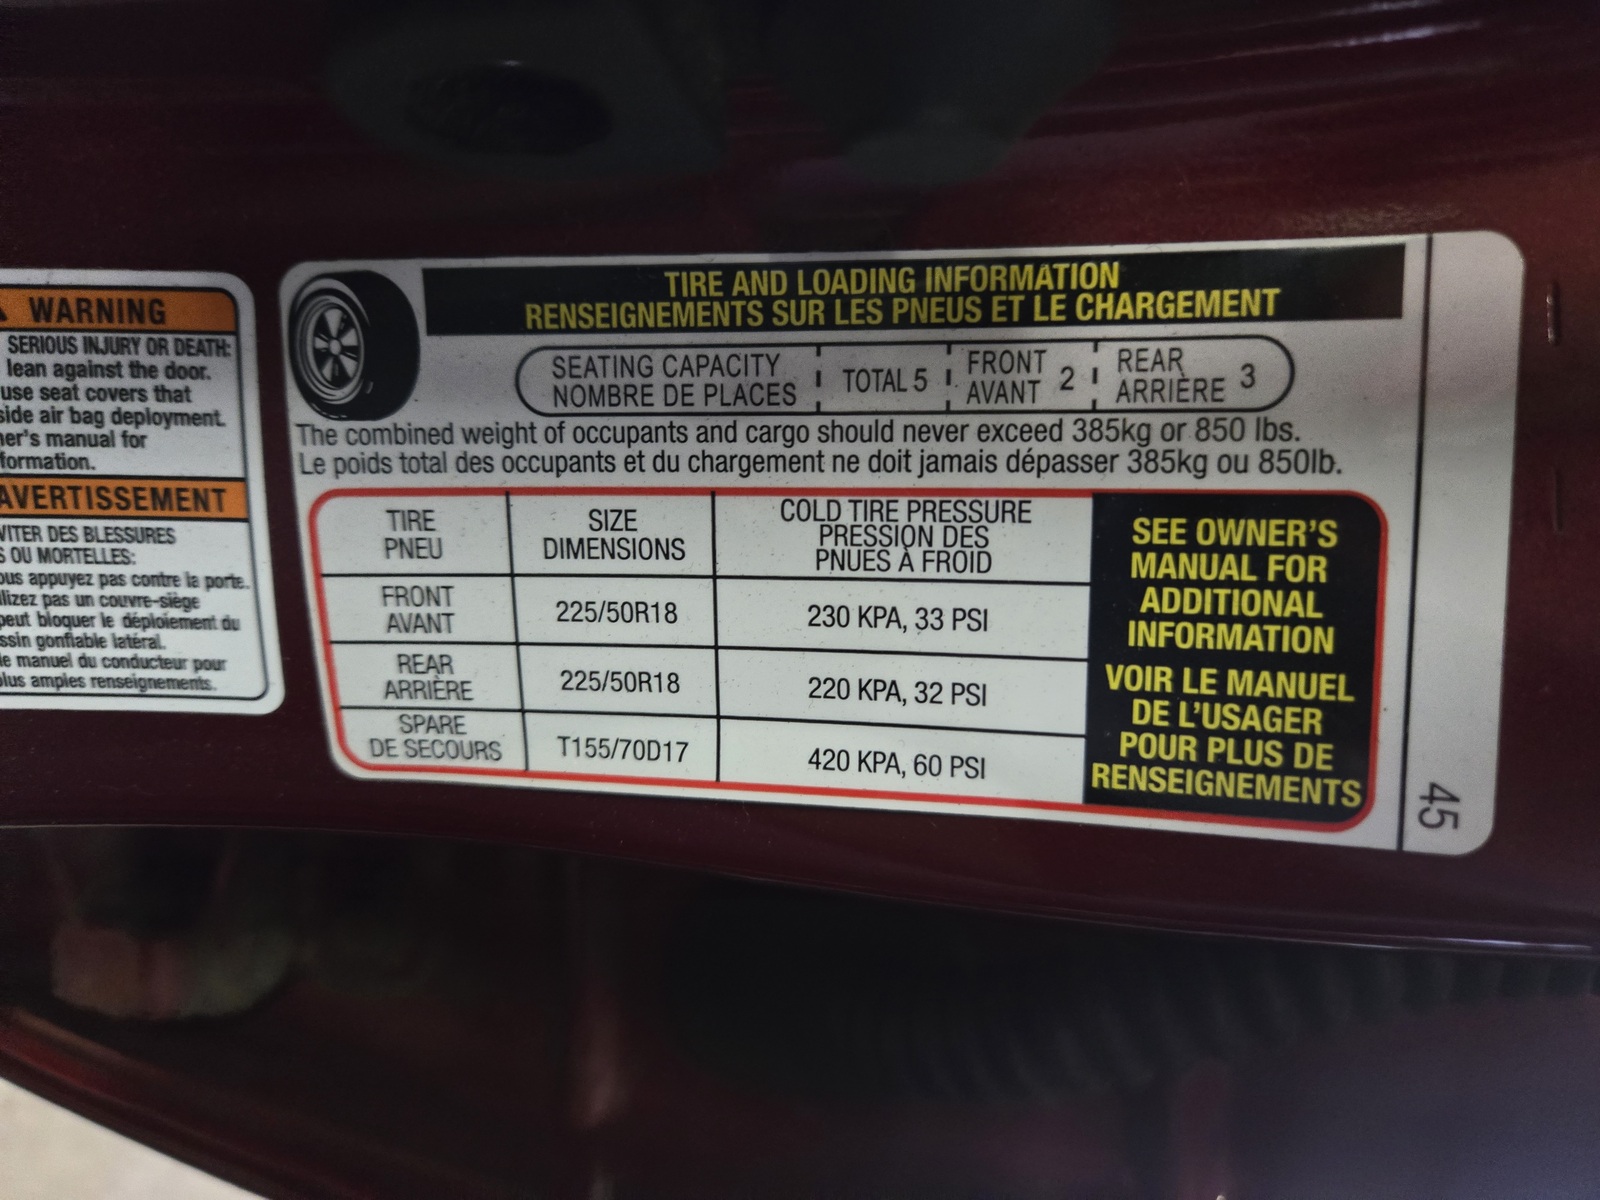 WARNING
SERIOUS INJURY OR DEATH:
lean against the door.
use seat covers that
side air bag deployment.
er's manual for
formation.
AVERTISSEMENT
VITER DES BLESSURES
S OU MORTELLES:
ous appuyez pas contre la porte.
ilizez pas un couvre-siège
peut bloquer le déploiement du
ssin gonflable latéral.
le manuel du conducteur pour
plus amples renseignements.
TIRE AND LOADING INFORMATION
RENSEIGNEMENTS SUR LES PNEUS ET LE CHARGEMENT
SEATING CAPACITY
NOMBRE DE PLACES
TOTAL 5
FRONT
AVANT 2
REAR
ARRIÈRE 3
The combined weight of occupants and cargo should never exceed 385kg or 850 lbs.
Le poids total des occupants et du chargement ne doit jamais dépasser 385kg ou 850lb.
TIRE
PNEU
SIZE
DIMENSIONS
COLD TIRE PRESSURE
PRESSION DES
PNUES À FROID
FRONT
AVANT
225/50R18
230 KPA, 33 PSI
REAR
ARRIÈRE
225/50R18
220 KPA, 32 PSI
SPARE
DE SECOURS
T155/70D17
420 KPA, 60 PSI
SEE OWNER'S
MANUAL FOR
ADDITIONAL
INFORMATION
VOIR LE MANUEL
DE L'USAGER
POUR PLUS DE
RENSEIGNEMENTS
45